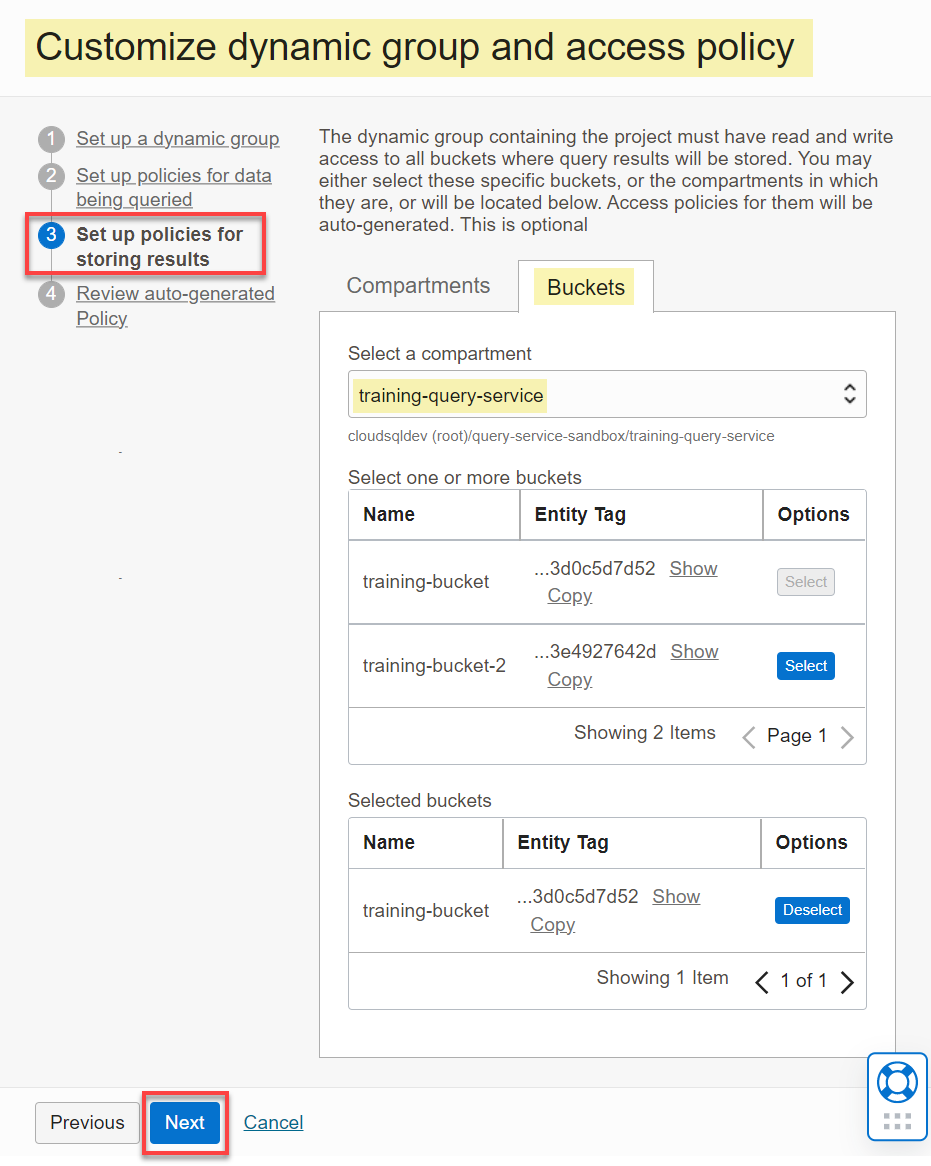 Customize dynamic group and access policy
1 Set up a dynamic group
2 Set up policies for data
being queried
3 Set up policies for
storing results
4 Review auto-generated
Policy
The dynamic group containing the project must have read and write
access to all buckets where query results will be stored. You may
either select these specific buckets, or the compartments in which
they are, or will be located below. Access policies for them will be
auto-generated. This is optional
Compartments Buckets
Select a compartment
training-query-service
cloudsqldev (root)/query-service-sandbox/training-query-service
Select one or more buckets
Name Entity Tag Options
training-bucket ...3d0c5d7d52 Show Select
Copy
training-bucket-2 ...3e4927642d Show Select
Copy
Showing 2 Items Page 1
Selected buckets
Name Entity Tag Options
training-bucket ...3d0c5d7d52 Show Deselect
Copy
Showing 1 Item 1 of 1
Previous Next Cancel